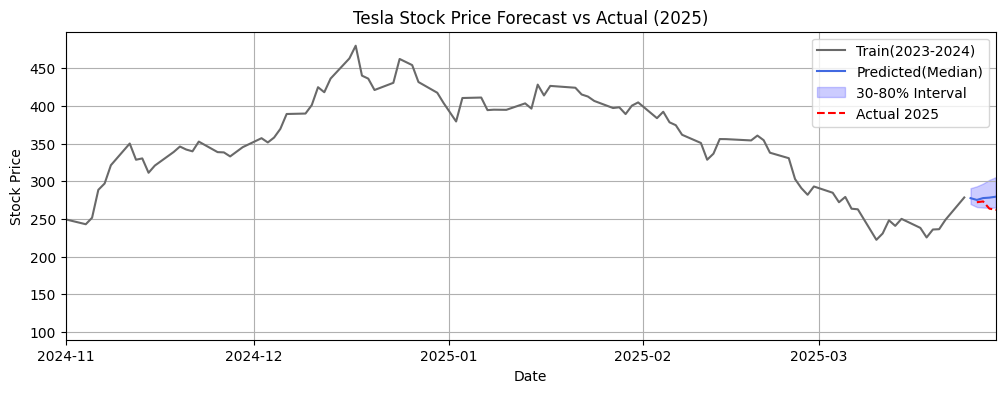 Tesla Stock Price Forecast vs Actual (2025)
Train(2023-2024)
Predicted(Median)
30-80% Interval
Actual 2025
Stock Price
450
400
350
300
250
200
150
100
2024-11 2024-12 2025-01 2025-02 2025-03
Date